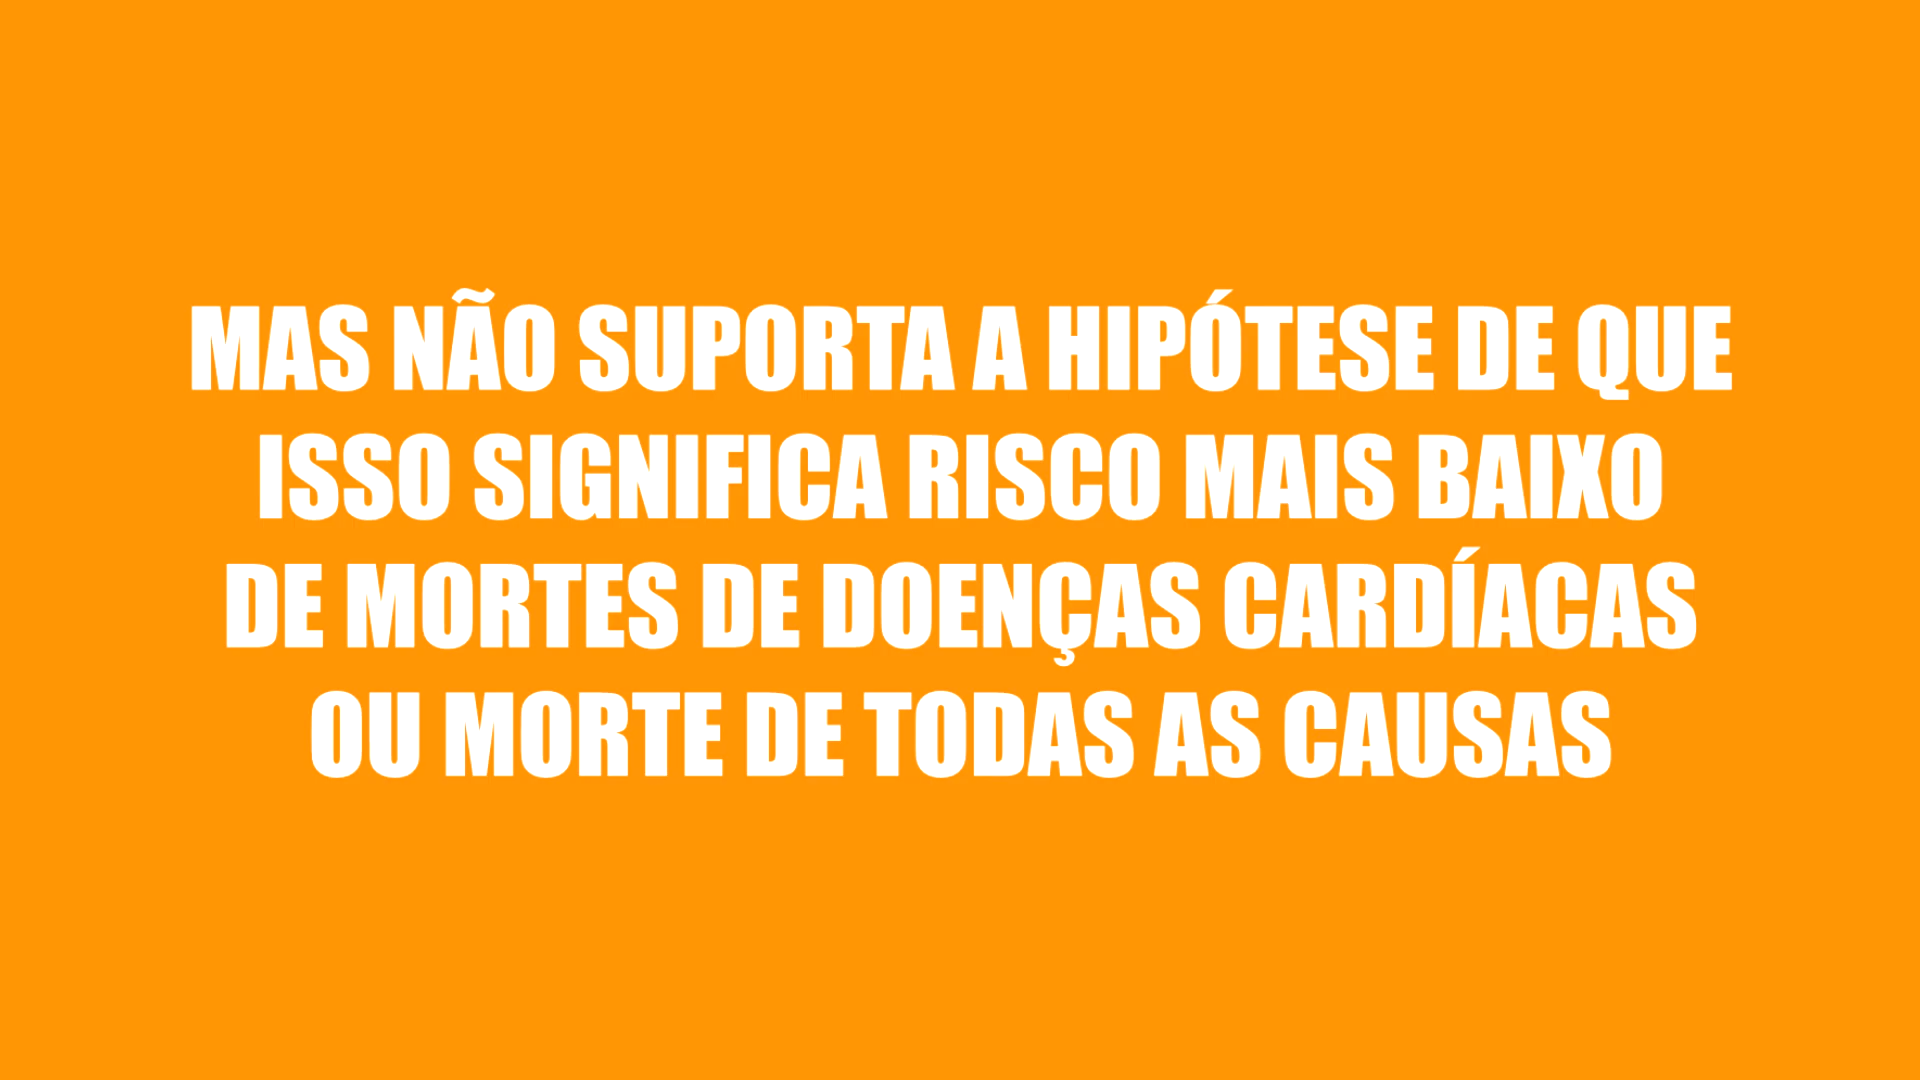 MAS NÃO SUPORTA A HIPÓTESE DE QUE
ISSO SIGNIFICA RISCO MAIS BAIXO
DE MORTES DE DOENÇAS CARDÍACAS
OU MORTE DE TODAS AS CAUSAS